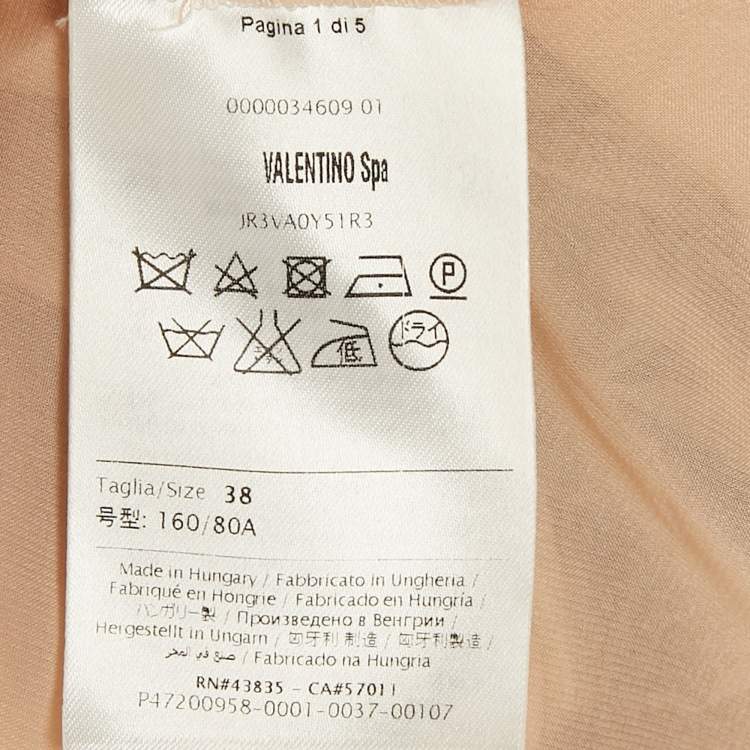 Pagina 1 di 5
0000034609 01
VALENTINO Spa
JR3VA0Y51R3
P
低 ドライ
Taglia/Size 38
号型: 160/80A
Made in Hungary / Fabbricato in Ungheria /
Fabriqué en Hongrie / Fabricado en Hungría /
ハンガリー製 / Произведено в Венгрии /
Hergestellt in Ungarn / 匈牙利 制造 / 匈牙利製造 /
صنع في المجر / Fabricado na Hungria
RN#43835 - CA#57011
P47200958-0001-0037-00107